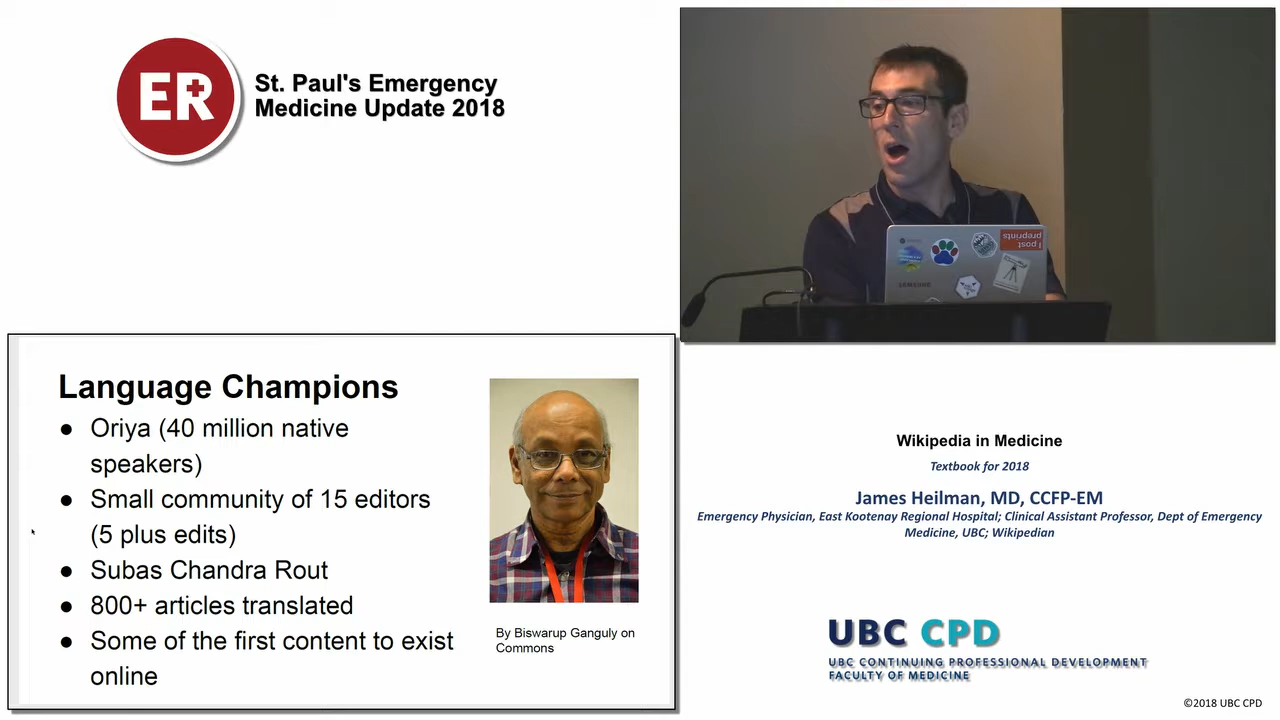 ER
St. Paul's Emergency
Medicine Update 2018
I post
preprints
SAMSUNG
Language Champions
● Oriya (40 million native
speakers)
● Small community of 15 editors
(5 plus edits)
● Subas Chandra Rout
● 800+ articles translated
● Some of the first content to exist
online
By Biswarup Ganguly on
Commons
Wikipedia in Medicine
Textbook for 2018
James Heilman, MD, CCFP-EM
Emergency Physician, East Kootenay Regional Hospital; Clinical Assistant Professor, Dept of Emergency
Medicine, UBC; Wikipedian
UBC CPD
UBC CONTINUING PROFESSIONAL DEVELOPMENT
FACULTY OF MEDICINE
©2018 UBC CPD